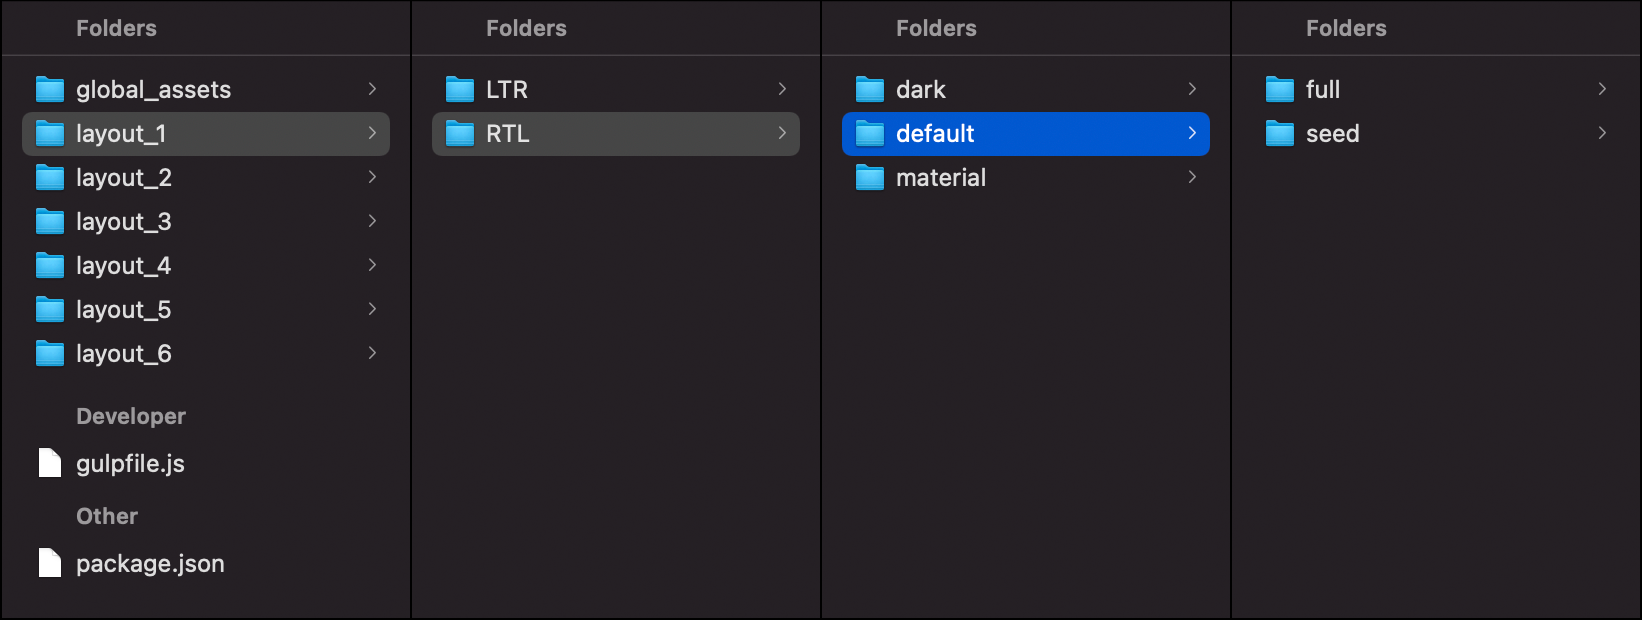 Folders
global_assets
layout_1
layout_2
layout_3
layout_4
layout_5
layout_6
Developer
gulpfile.js
Other
package.json
Folders
LTR
RTL
Folders
dark
default
material
Folders
full
seed